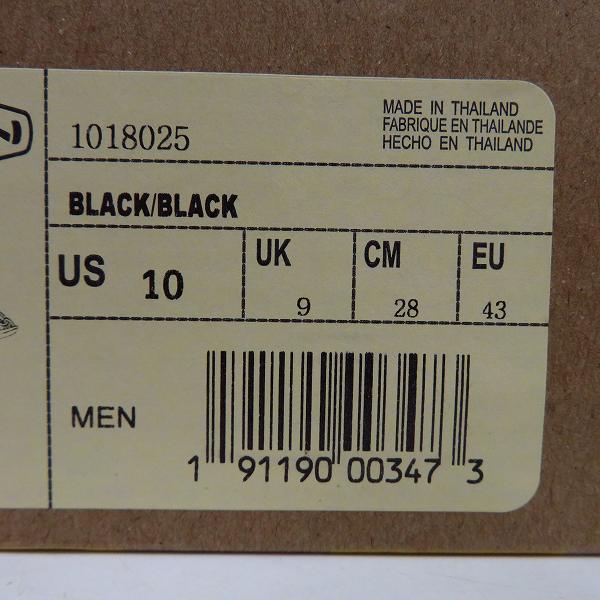 1018025
MADE IN THAILAND
FABRIQUE EN THAILANDE
HECHO EN THAILAND
BLACK/BLACK
US 10
UK
9
CM
28
EU
43
MEN
1 91190 00347 3